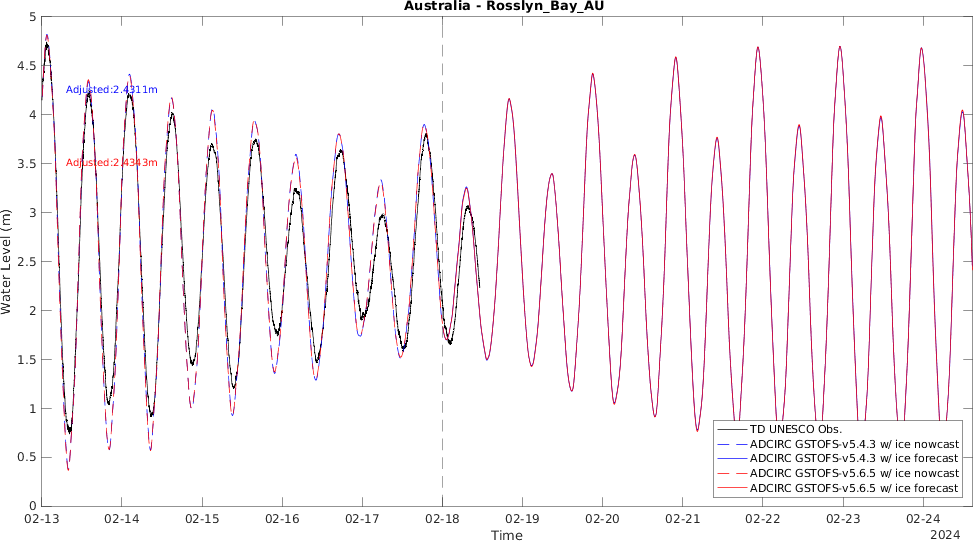 Australia - Rosslyn_Bay_AU
5
4.5
4
3.5
3
2.5
2
1.5
1
0.5
0
Water Level (m)
Adjusted:2.4311m
Adjusted:2.4343m
TD UNESCO Obs.
ADCIRC GSTOFS-v5.4.3 w/ ice nowcast
ADCIRC GSTOFS-v5.4.3 w/ ice forecast
ADCIRC GSTOFS-v5.6.5 w/ ice nowcast
ADCIRC GSTOFS-v5.6.5 w/ ice forecast
02-13 02-14 02-15 02-16 02-17 02-18 02-19 02-20 02-21 02-22 02-23 02-24
Time
2024